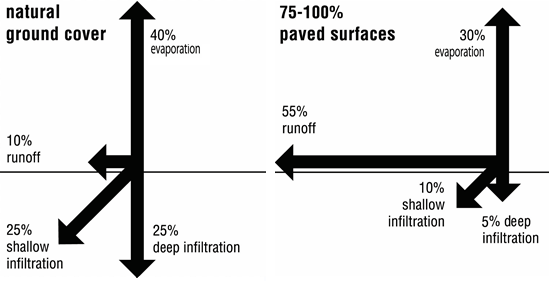 natural
ground cover
40%
evaporation
10%
runoff
25%
shallow
infiltration
25%
deep infiltration
75-100%
paved surfaces
30%
evaporation
55%
runoff
10%
shallow
infiltration
5% deep
infiltration